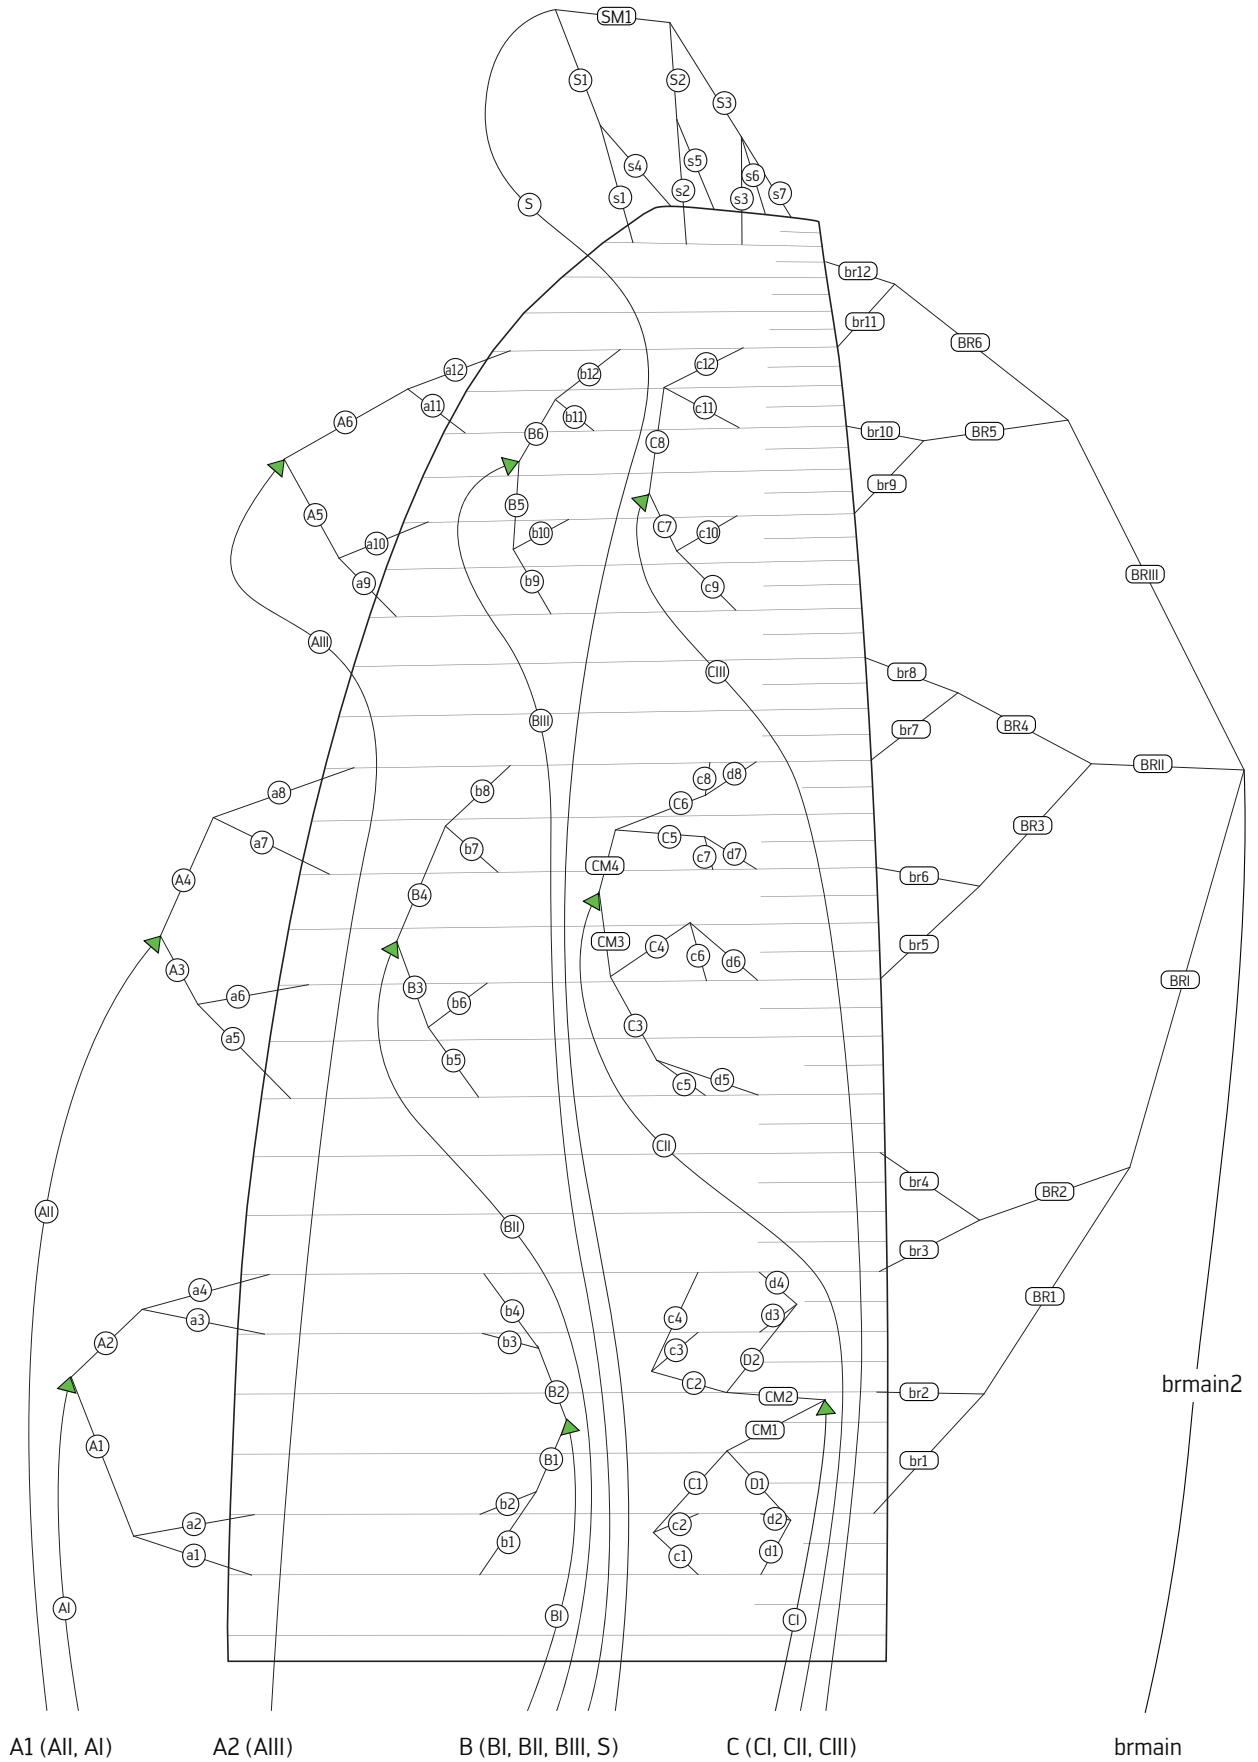 SM1
S1
S2
S3
s4
s5
s6
s7
s1
s2
s3
S
br12
br11
BR6
a12
b12
c12
a11
b11
c11
A6
B6
C8
br10
BR5
br9
A5
B5
C7
a10
b10
c10
a9
b9
c9
BRIII
AIII
CIII
br8
BIII
br7
BR4
BRII
a8
b8
c8
d8
C6
a7
b7
C5
c7
d7
BR3
A4
B4
CM4
br6
A3
CM3
C4
c6
d6
br5
B3
a6
b6
BRI
a5
b5
C3
c5
d5
CII
br4
BR2
AII
BII
br3
a4
b4
c4
d4
a3
b3
c3
d3
BR1
A2
B2
C2
D2
CM2
br2
brmain2
A1
B1
CM1
br1
C1
D1
a2
b2
c2
d2
a1
b1
c1
d1
AI
BI
CI
A1 (AII, AI)
A2 (AIII)
B (BI, BII, BIII, S)
C (CI, CII, CIII)
brmain